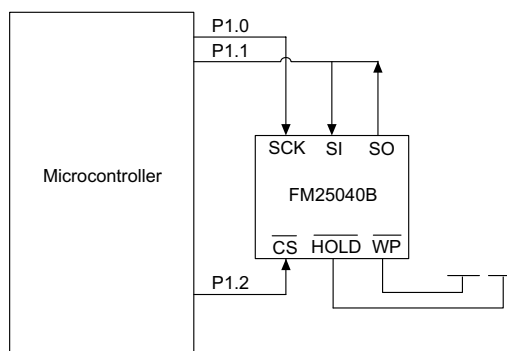 P1.0
P1.1
SCK SI SO
Microcontroller
FM25040B
CS HOLD WP
P1.2